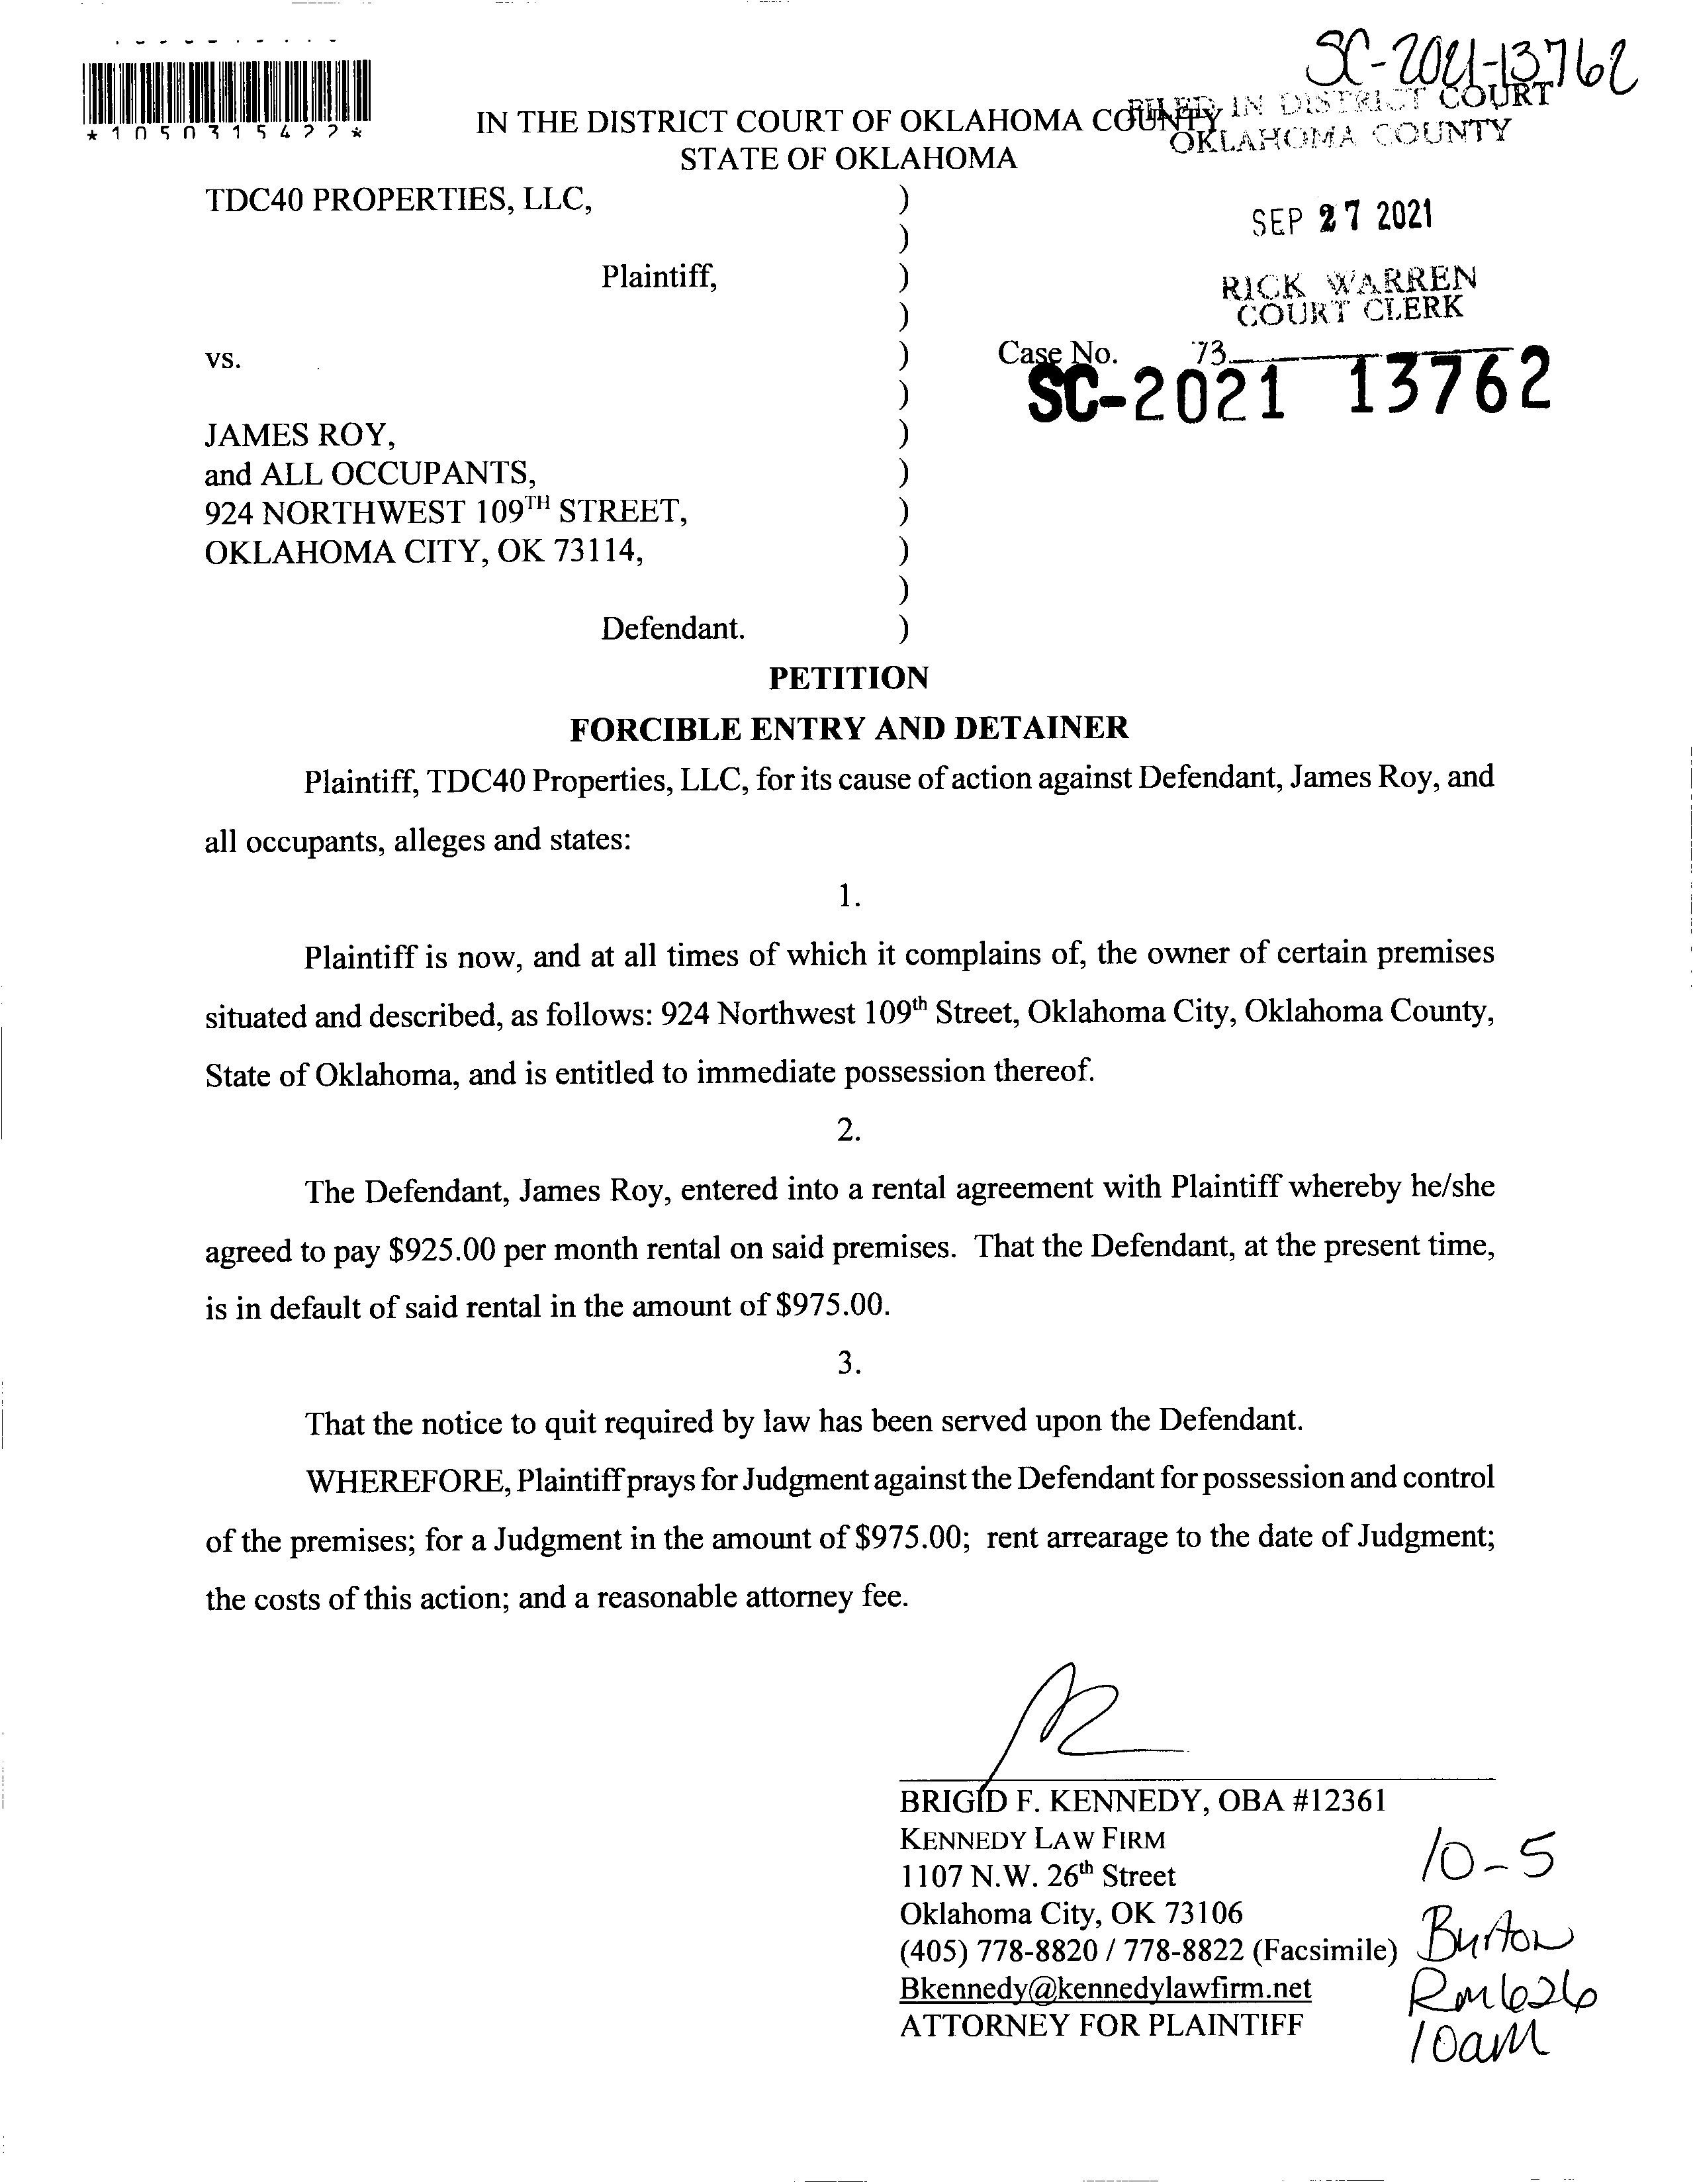 SC-2021-13762
*1050315422*
IN THE DISTRICT COURT OF OKLAHOMA COUNTY
STATE OF OKLAHOMA
FILED IN DISTRICT COURT
OKLAHOMA COUNTY
SEP 27 2021
RICK WARREN
COURT CLERK
73
TDC40 PROPERTIES, LLC, )
)
Plaintiff, )
)
vs. ) Case No.
SC-2021 13762
)
JAMES ROY, )
and ALL OCCUPANTS, )
924 NORTHWEST 109TH STREET, )
OKLAHOMA CITY, OK 73114, )
)
Defendant. )
PETITION
FORCIBLE ENTRY AND DETAINER
Plaintiff, TDC40 Properties, LLC, for its cause of action against Defendant, James Roy, and
all occupants, alleges and states:
1.
Plaintiff is now, and at all times of which it complains of, the owner of certain premises
situated and described, as follows: 924 Northwest 109th Street, Oklahoma City, Oklahoma County,
State of Oklahoma, and is entitled to immediate possession thereof.
2.
The Defendant, James Roy, entered into a rental agreement with Plaintiff whereby he/she
agreed to pay $925.00 per month rental on said premises. That the Defendant, at the present time,
is in default of said rental in the amount of $975.00.
3.
That the notice to quit required by law has been served upon the Defendant.
WHEREFORE, Plaintiff prays for Judgment against the Defendant for possession and control
of the premises; for a Judgment in the amount of $975.00; rent arrearage to the date of Judgment;
the costs of this action; and a reasonable attorney fee.
BRIGID F. KENNEDY, OBA #12361
KENNEDY LAW FIRM
1107 N.W. 26th Street
Oklahoma City, OK 73106
(405) 778-8820 / 778-8822 (Facsimile)
Bkennedy@kennedylawfirm.net
ATTORNEY FOR PLAINTIFF
10-5
Burton
Rm 626
10am